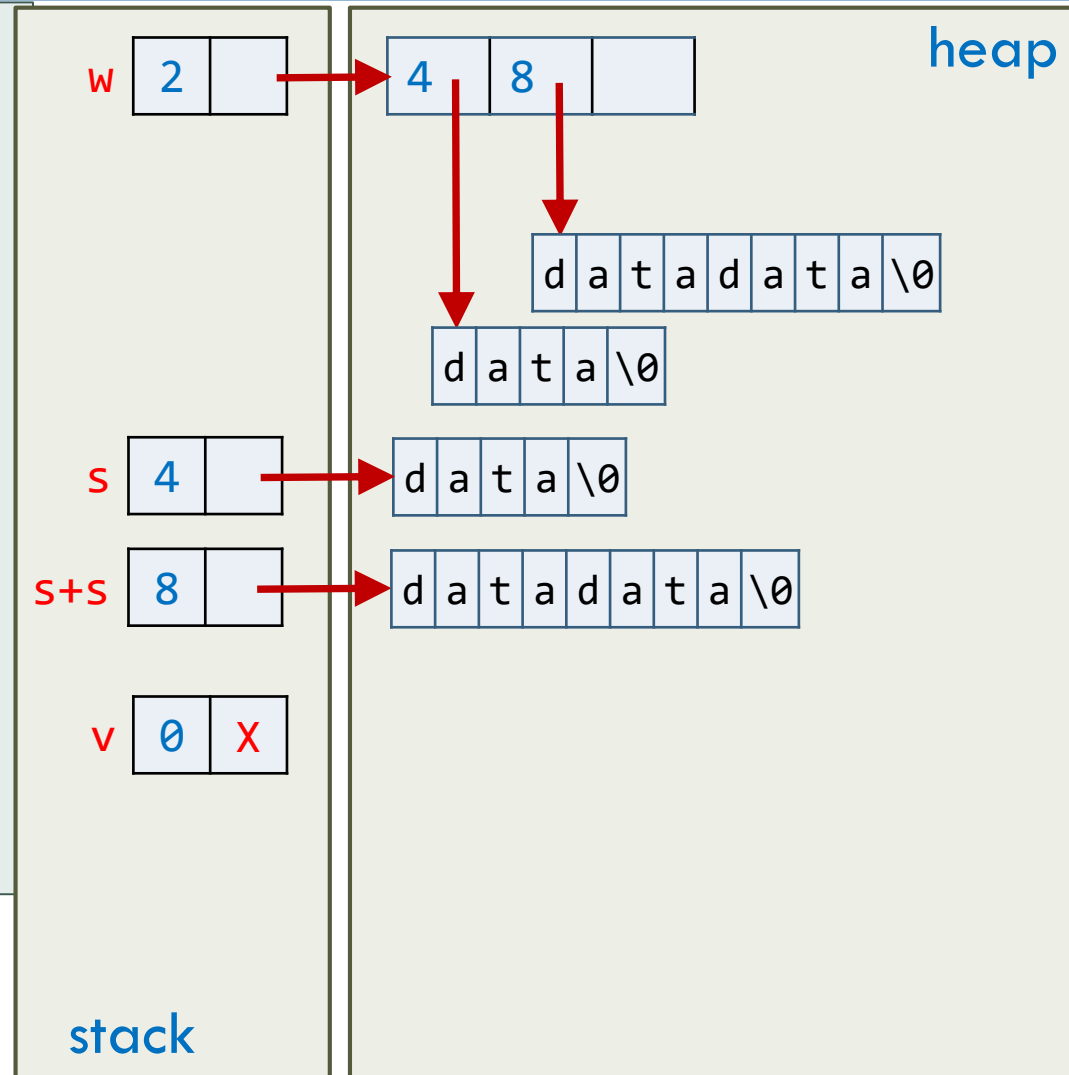 heap
w 2 4 8
d a t a d a t a \0
d a t a \0
s 4 d a t a \0
s+s 8 d a t a d a t a \0
v 0 X
stack